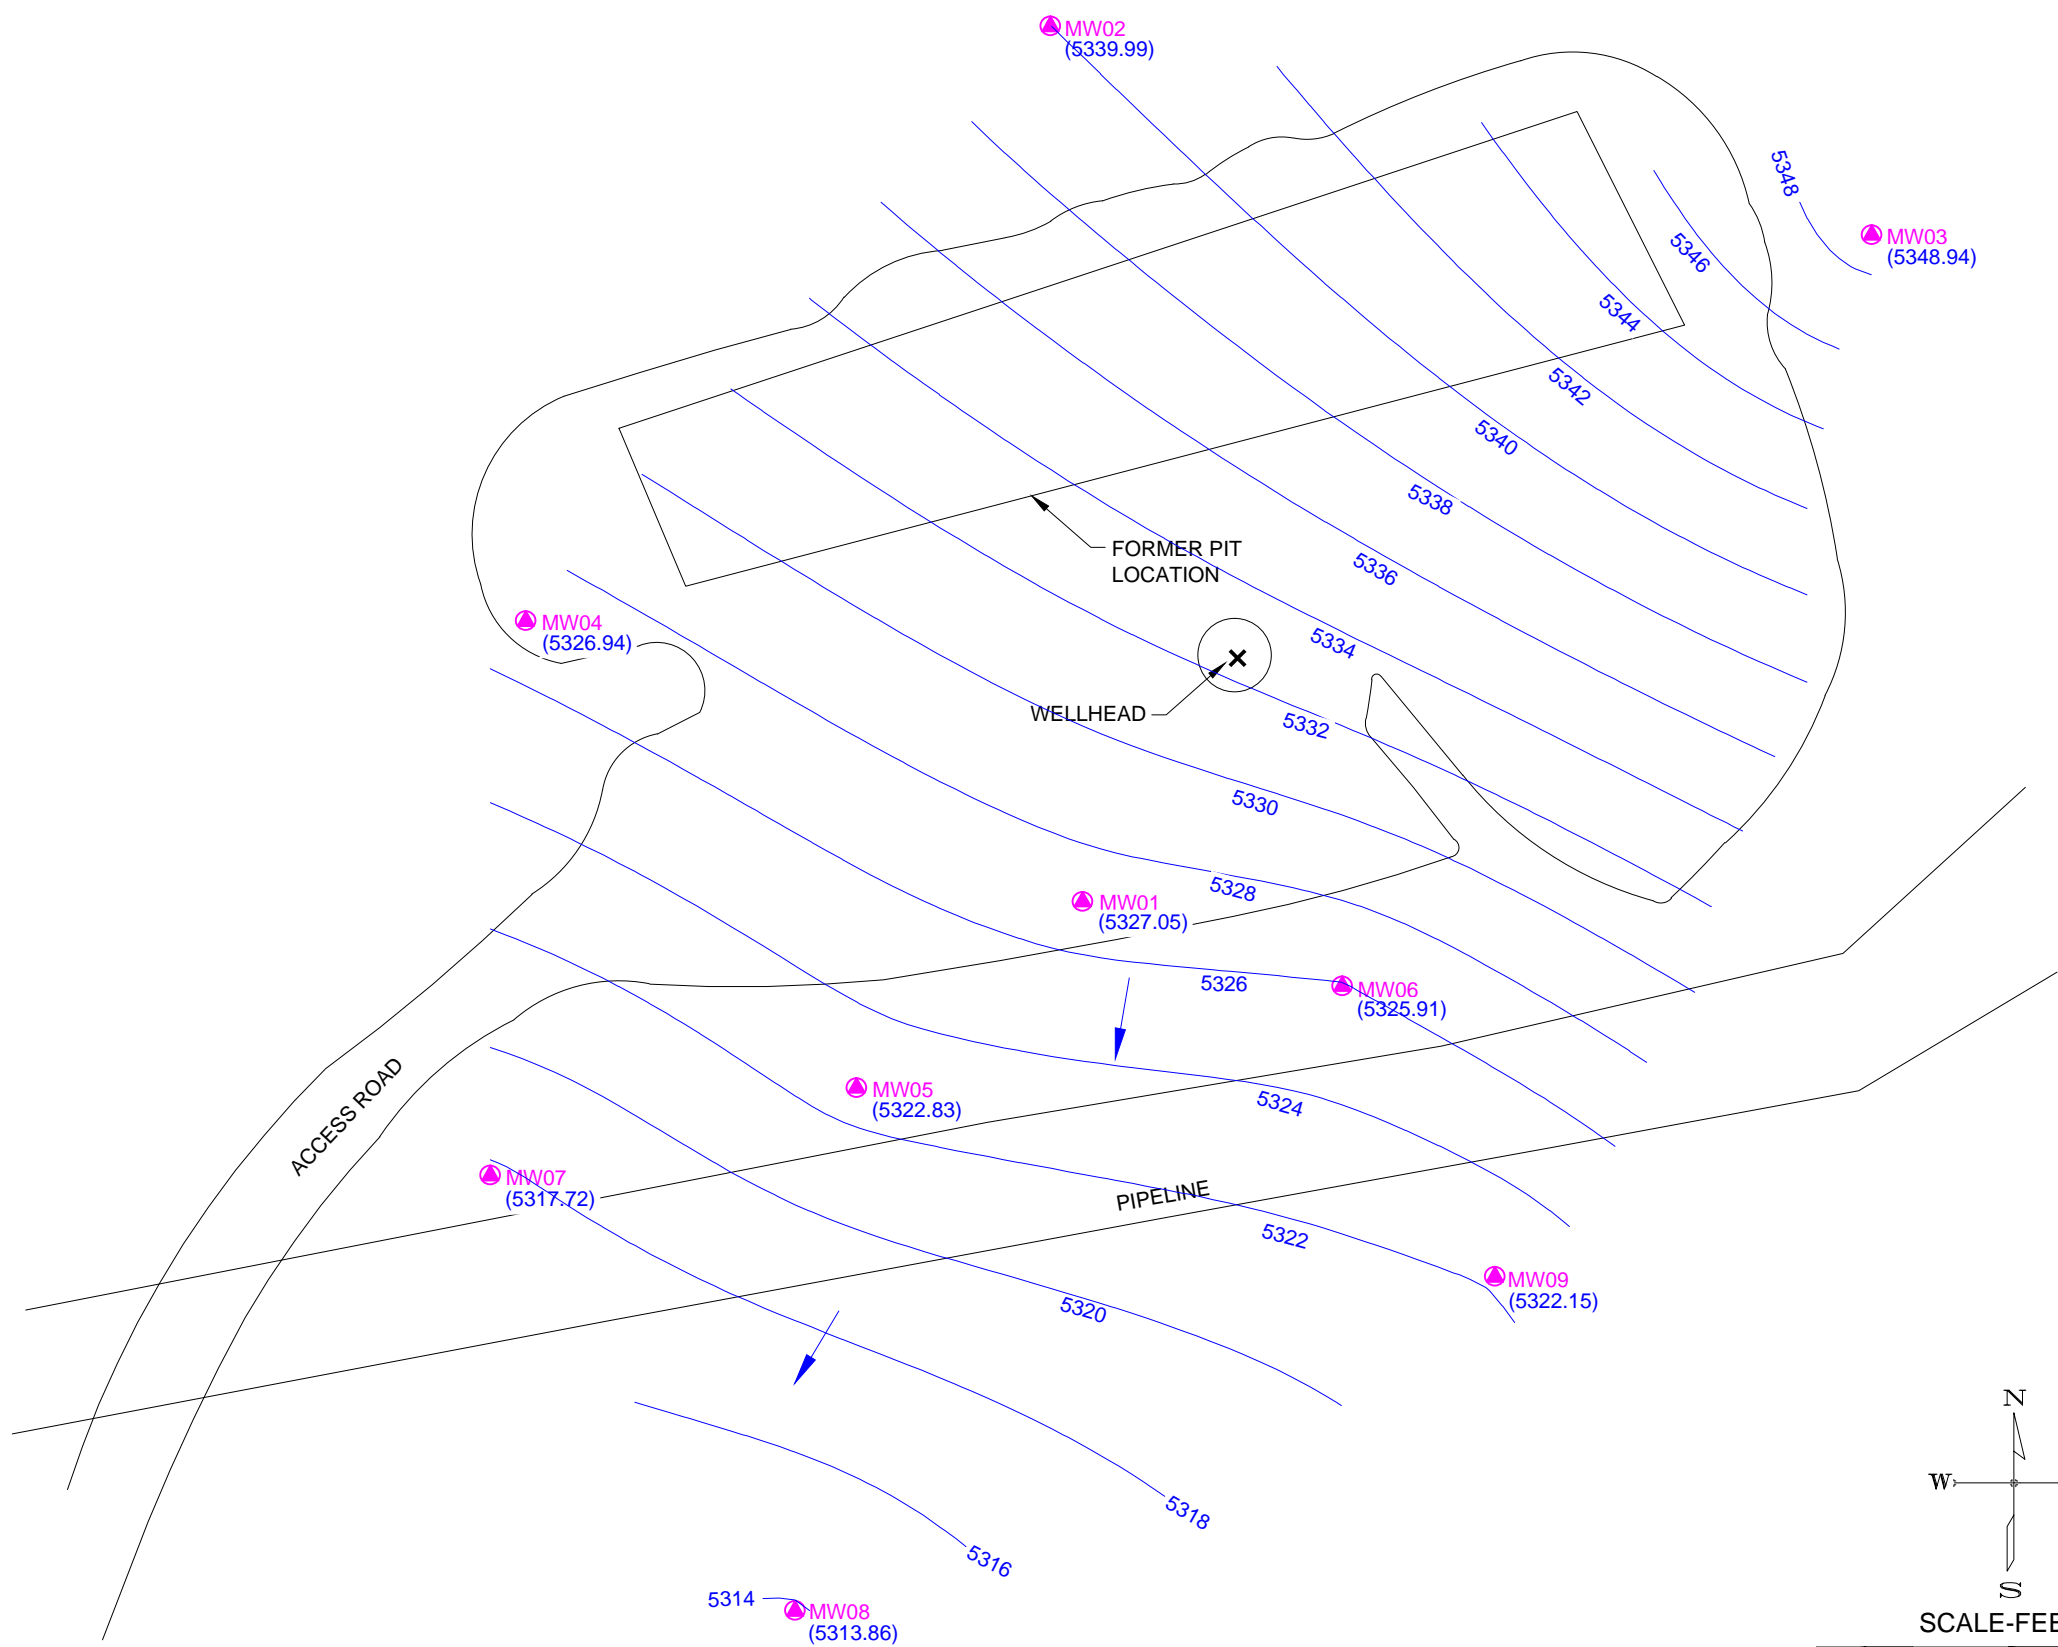 MW02
(5339.99)
5348
MW03
(5348.94)
5346
5344
5342
5340
5338
FORMER PIT
LOCATION
5336
MW04
(5326.94)
5334
WELLHEAD
5332
5330
5328
MW01
(5327.05)
5326
MW06
(5325.91)
ACCESS ROAD
MW05
(5322.83)
5324
MW07
(5317.72)
PIPELINE
5322
MW09
(5322.15)
5320
N
W
5318
5316
5314
MW08
(5313.86)
S
SCALE-FEE